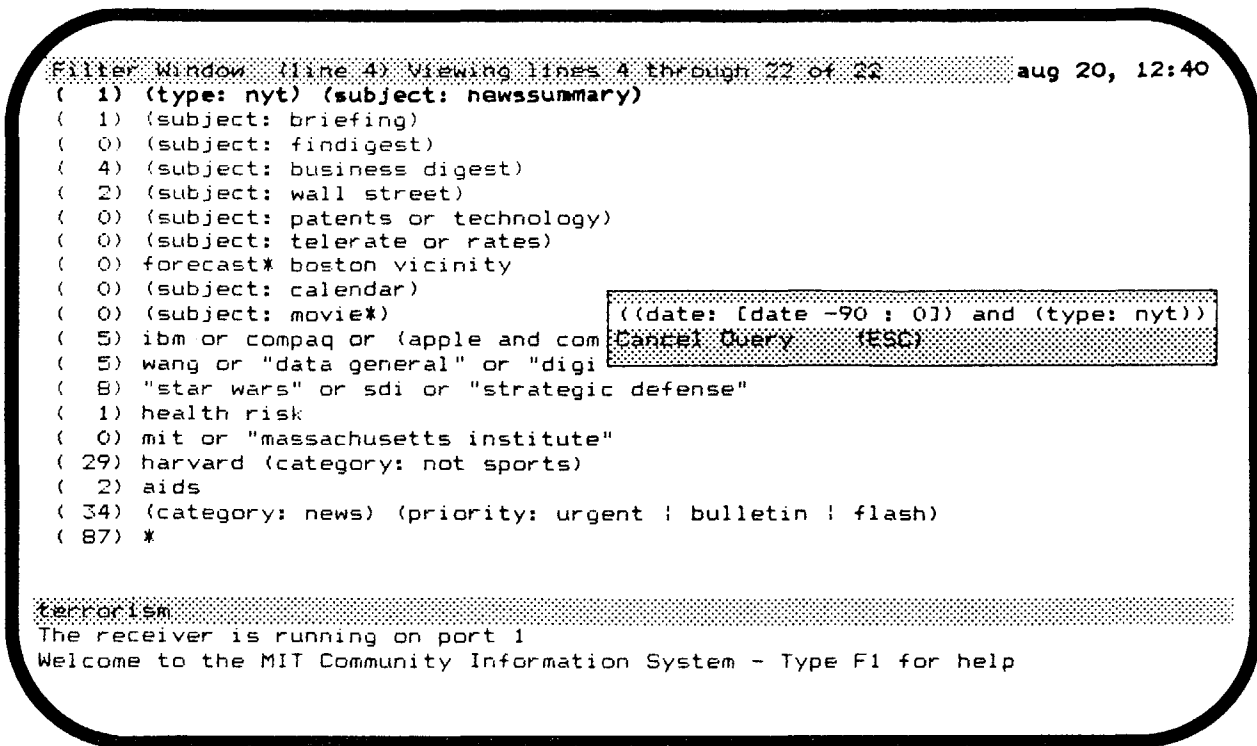 Filter Window (line 4) Viewing lines 4 through 22 of 22 aug 20, 12:40
( 1) (type: nyt) (subject: newssummary)
( 1) (subject: briefing)
( 0) (subject: findigest)
( 4) (subject: business digest)
( 2) (subject: wall street)
( 0) (subject: patents or technology)
( 0) (subject: telerate or rates)
( 0) forecast* boston vicinity
( 0) (subject: calendar)
( 0) (subject: movie*) ((date: [date -90 : 0]) and (type: nyt))
( 5) ibm or compaq or (apple and com Cancel Query (ESC)
( 5) wang or "data general" or "digi
( 8) "star wars" or sdi or "strategic defense"
( 1) health risk
( 0) mit or "massachusetts institute"
( 29) harvard (category: not sports)
( 2) aids
( 34) (category: news) (priority: urgent | bulletin | flash)
( 87) *
terrorism
The receiver is running on port 1
Welcome to the MIT Community Information System - Type F1 for help